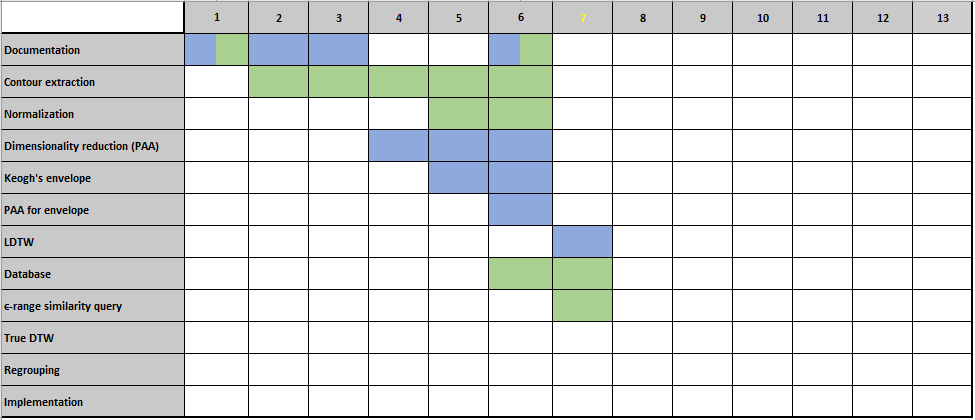 1 2 3 4 5 6 7 8 9 10 11 12 13
Documentation
Contour extraction
Normalization
Dimensionality reduction (PAA)
Keogh's envelope
PAA for envelope
LDTW
Database
ϵ-range similarity query
True DTW
Regrouping
Implementation